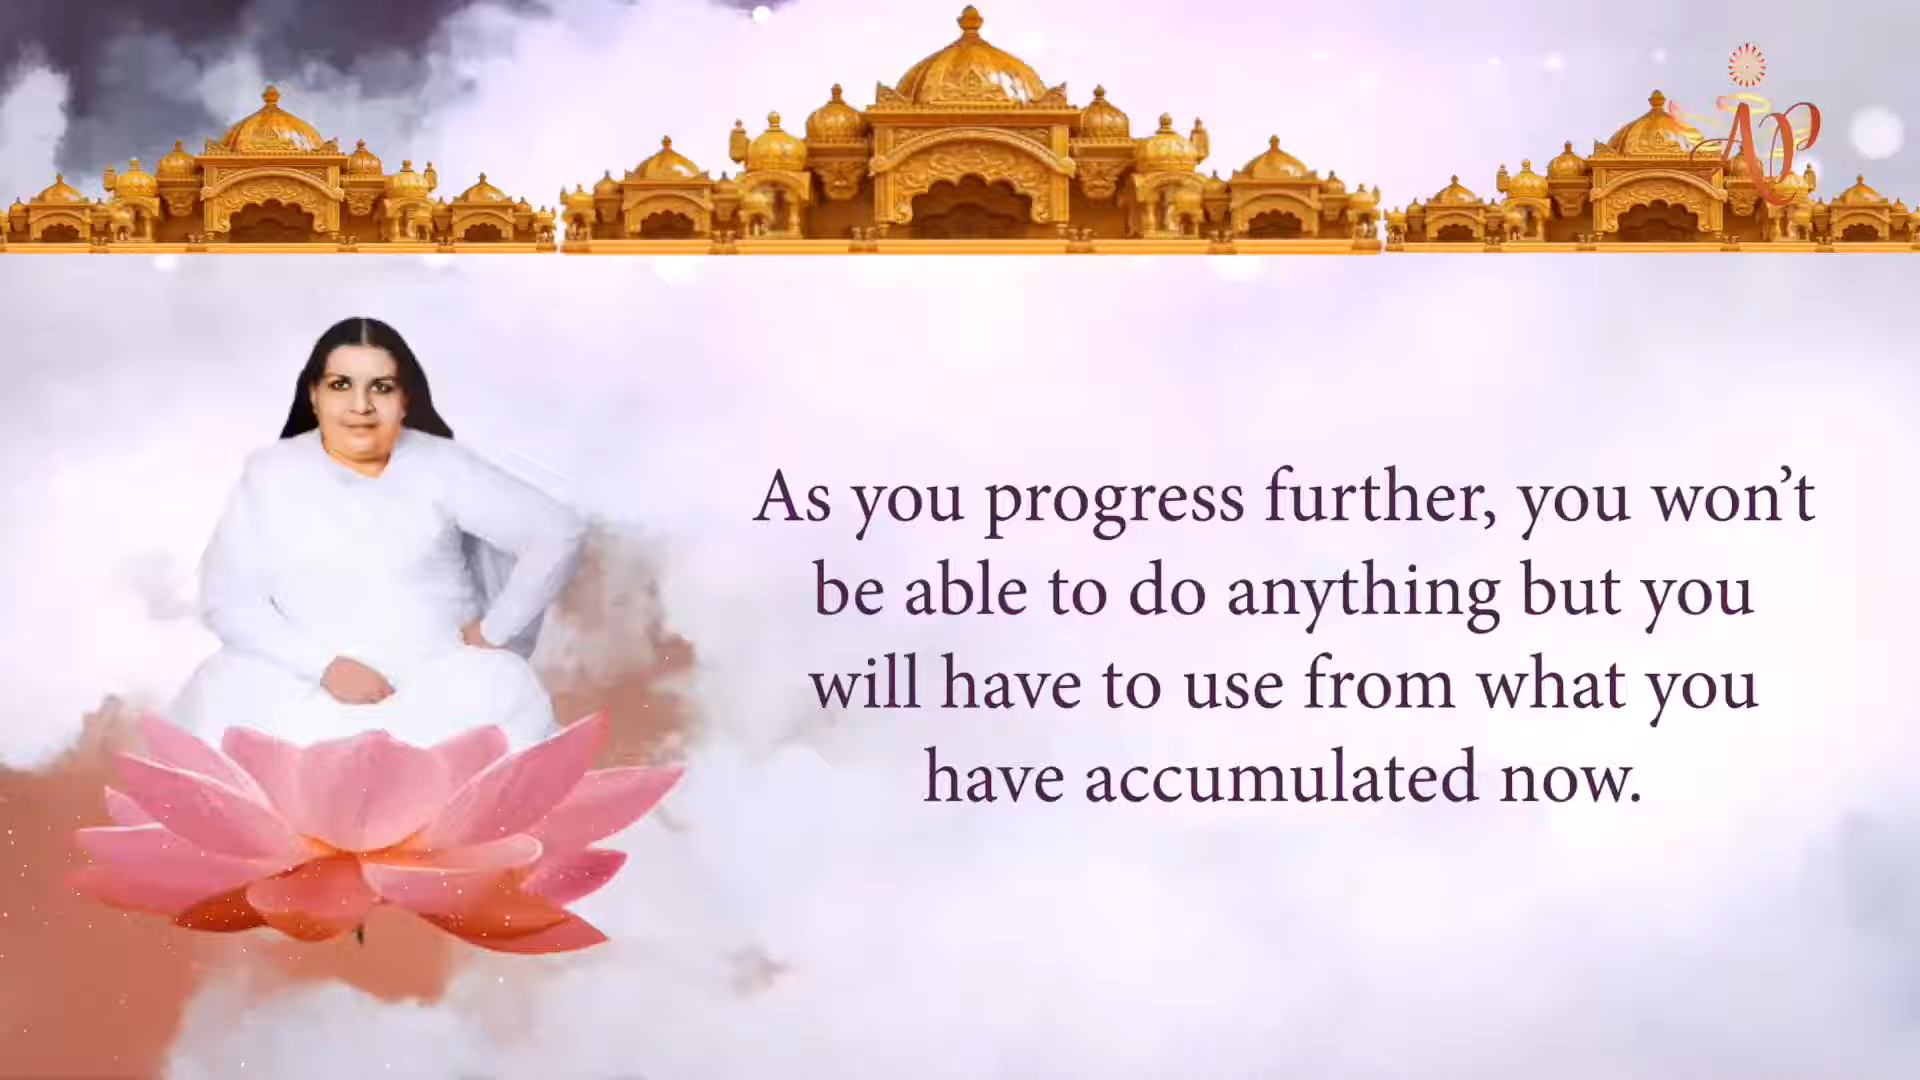 AP
As you progress further, you won’t
be able to do anything but you
will have to use from what you
have accumulated now.